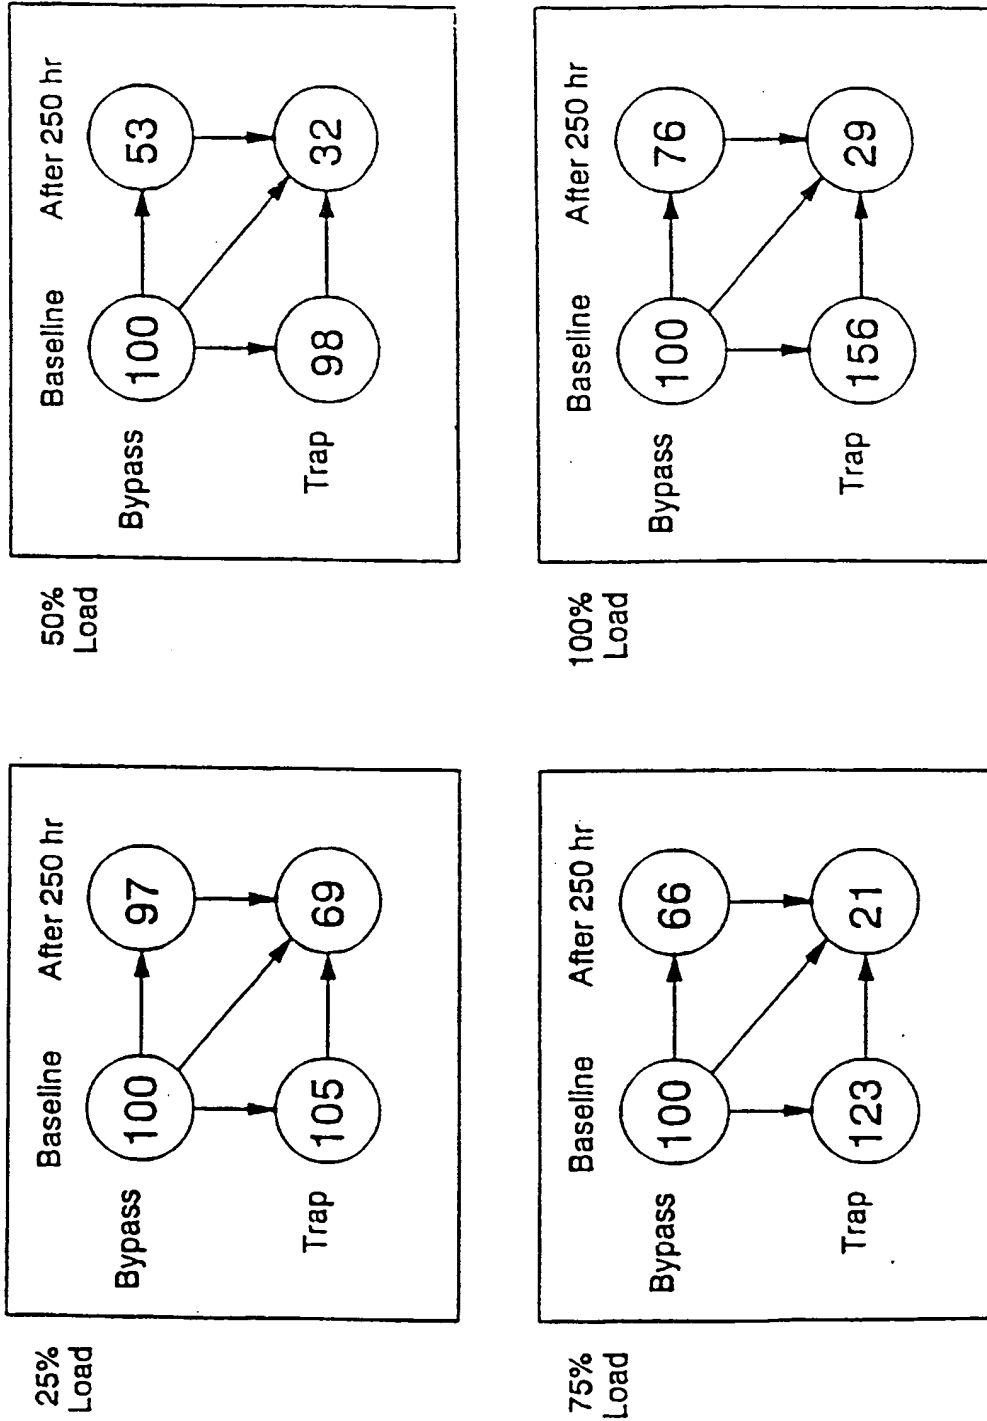 25%
Load
Baseline After 250 hr
Bypass 100 97
Trap 105 69
50%
Load
Baseline After 250 hr
Bypass 100 53
Trap 98 32
75%
Load
Baseline After 250 hr
Bypass 100 66
Trap 123 21
100%
Load
Baseline After 250 hr
Bypass 100 76
Trap 156 29